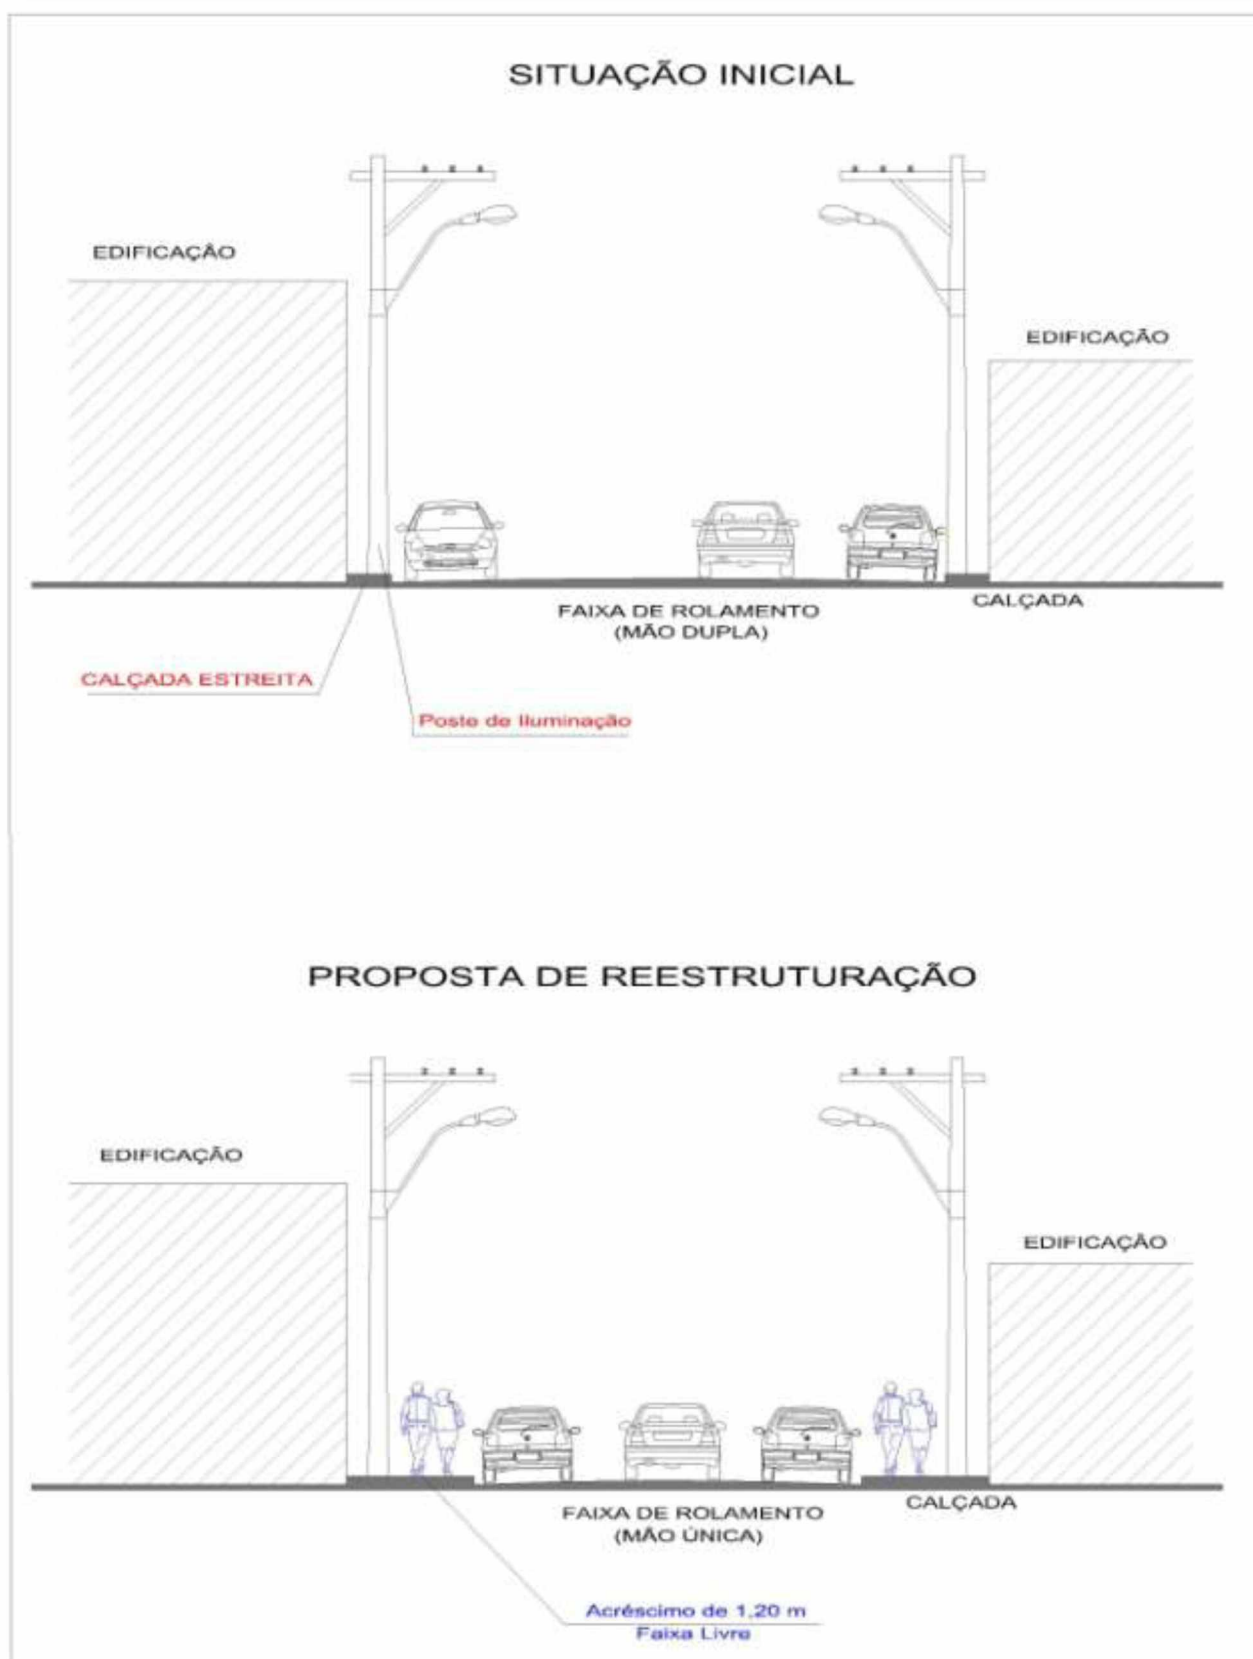 SITUAÇÃO INICIAL
EDIFICAÇÃO
EDIFICAÇÃO
FAIXA DE ROLAMENTO
(MÃO DUPLA)
CALÇADA
CALÇADA ESTREITA
Poste de Iluminação
PROPOSTA DE REESTRUTURAÇÃO
EDIFICAÇÃO
EDIFICAÇÃO
FAIXA DE ROLAMENTO
(MÃO ÚNICA)
CALÇADA
Acréscimo de 1,20 m
Faixa Livre